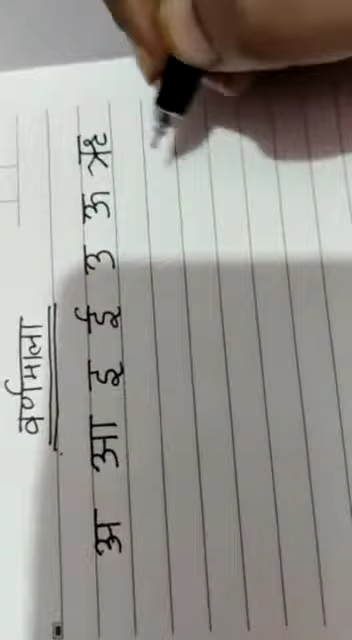 वर्णमाला
अ आ इ ई उ ऊ ऋ